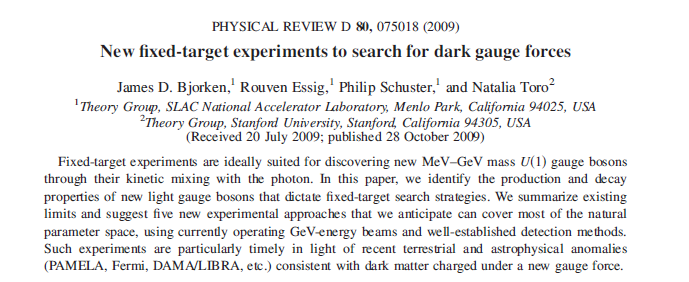 PHYSICAL REVIEW D 80, 075018 (2009)
New fixed-target experiments to search for dark gauge forces
James D. Bjorken,1 Rouven Essig,1 Philip Schuster,1 and Natalia Toro2
1Theory Group, SLAC National Accelerator Laboratory, Menlo Park, California 94025, USA
2Theory Group, Stanford University, Stanford, California 94305, USA
(Received 20 July 2009; published 28 October 2009)
Fixed-target experiments are ideally suited for discovering new MeV–GeV mass U(1) gauge bosons
through their kinetic mixing with the photon. In this paper, we identify the production and decay
properties of new light gauge bosons that dictate fixed-target search strategies. We summarize existing
limits and suggest five new experimental approaches that we anticipate can cover most of the natural
parameter space, using currently operating GeV-energy beams and well-established detection methods.
Such experiments are particularly timely in light of recent terrestrial and astrophysical anomalies
(PAMELA, Fermi, DAMA/LIBRA, etc.) consistent with dark matter charged under a new gauge force.